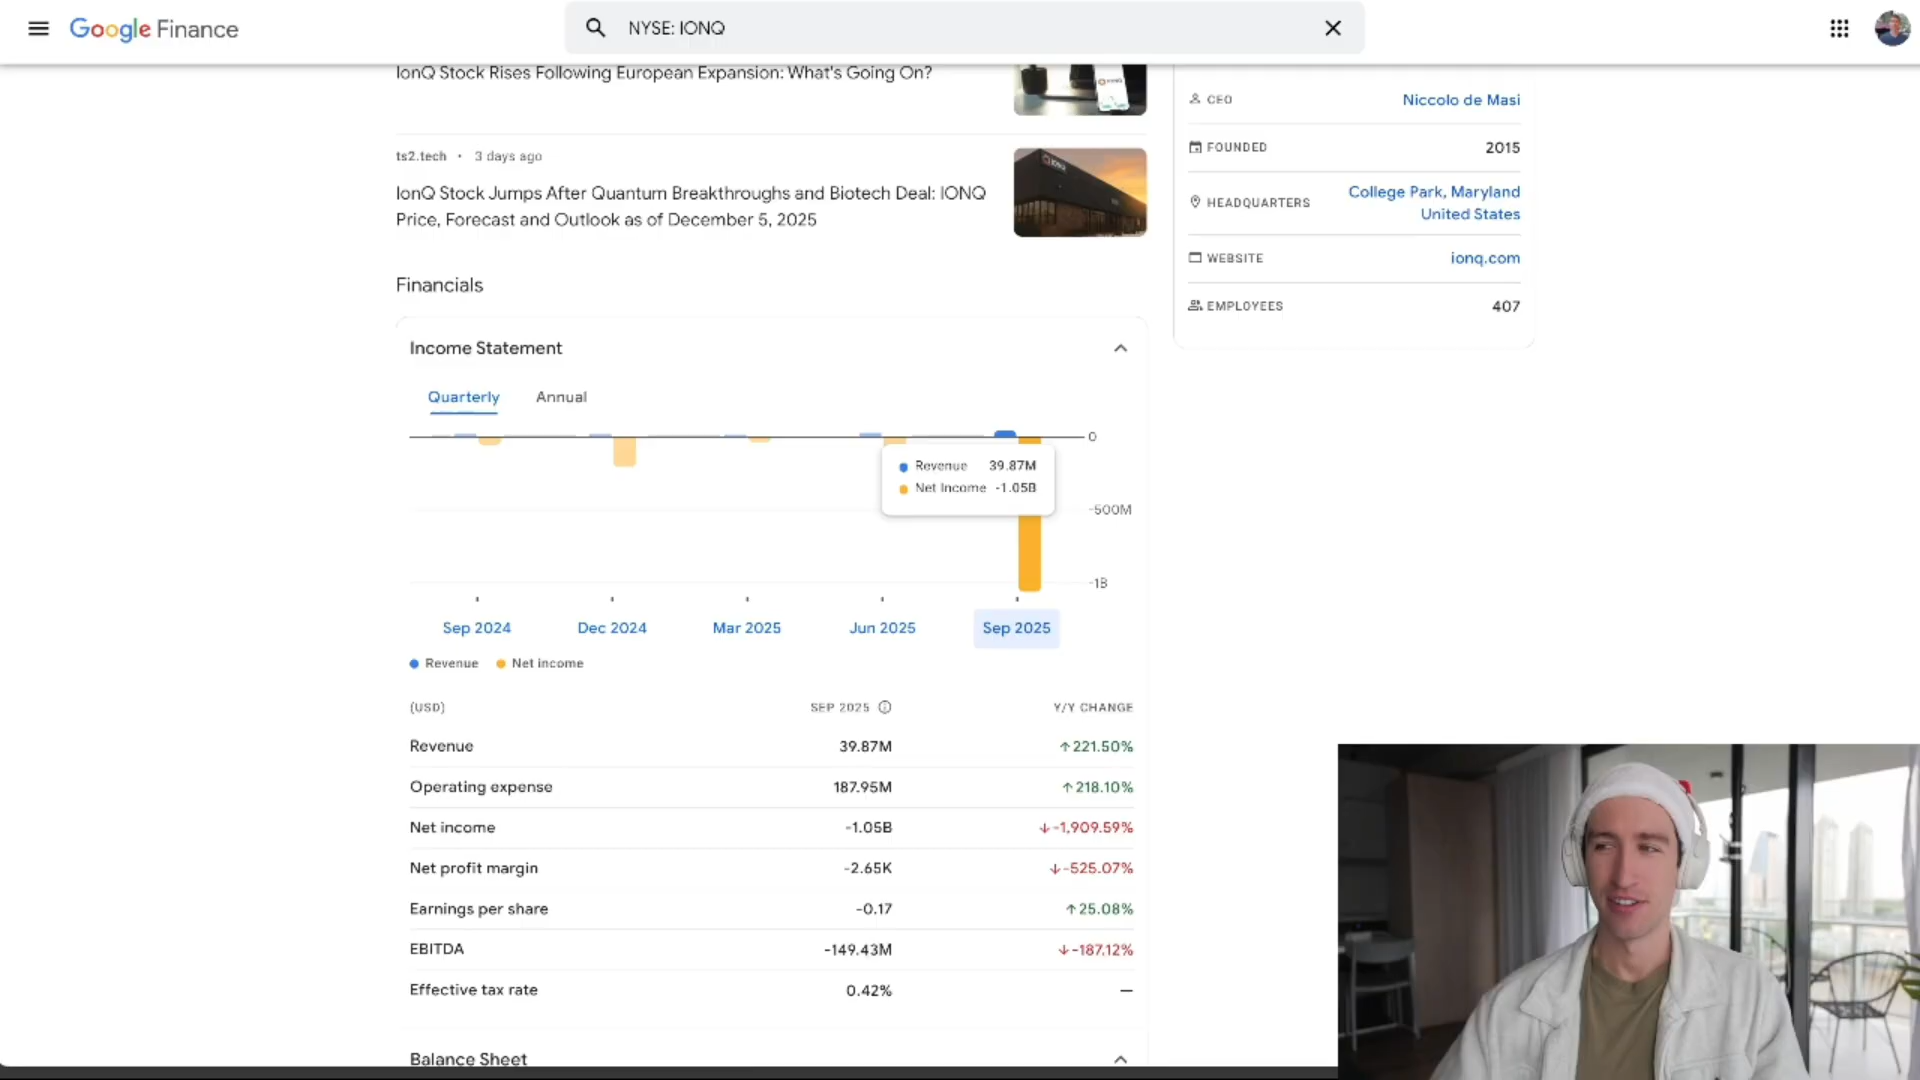 Google Finance
NYSE: IONQ
IonQ Stock Rises Following European Expansion: What's Going On?
ts2.tech · 3 days ago
IonQ Stock Jumps After Quantum Breakthroughs and Biotech Deal: IONQ
Price, Forecast and Outlook as of December 5, 2025
CEO Niccolo de Masi
FOUNDED 2015
HEADQUARTERS College Park, Maryland
United States
WEBSITE ionq.com
EMPLOYEES 407
Financials
Income Statement
Quarterly Annual
0
Revenue 39.87M
Net Income -1.05B
-500M
-1B
Sep 2024 Dec 2024 Mar 2025 Jun 2025 Sep 2025
Revenue Net income
(USD) SEP 2025 Y/Y CHANGE
Revenue 39.87M ↑221.50%
Operating expense 187.95M ↑218.10%
Net income -1.05B ↓-1,909.59%
Net profit margin -2.65K ↓-525.07%
Earnings per share -0.17 ↑25.08%
EBITDA -149.43M ↓-187.12%
Effective tax rate 0.42% —
Balance Sheet